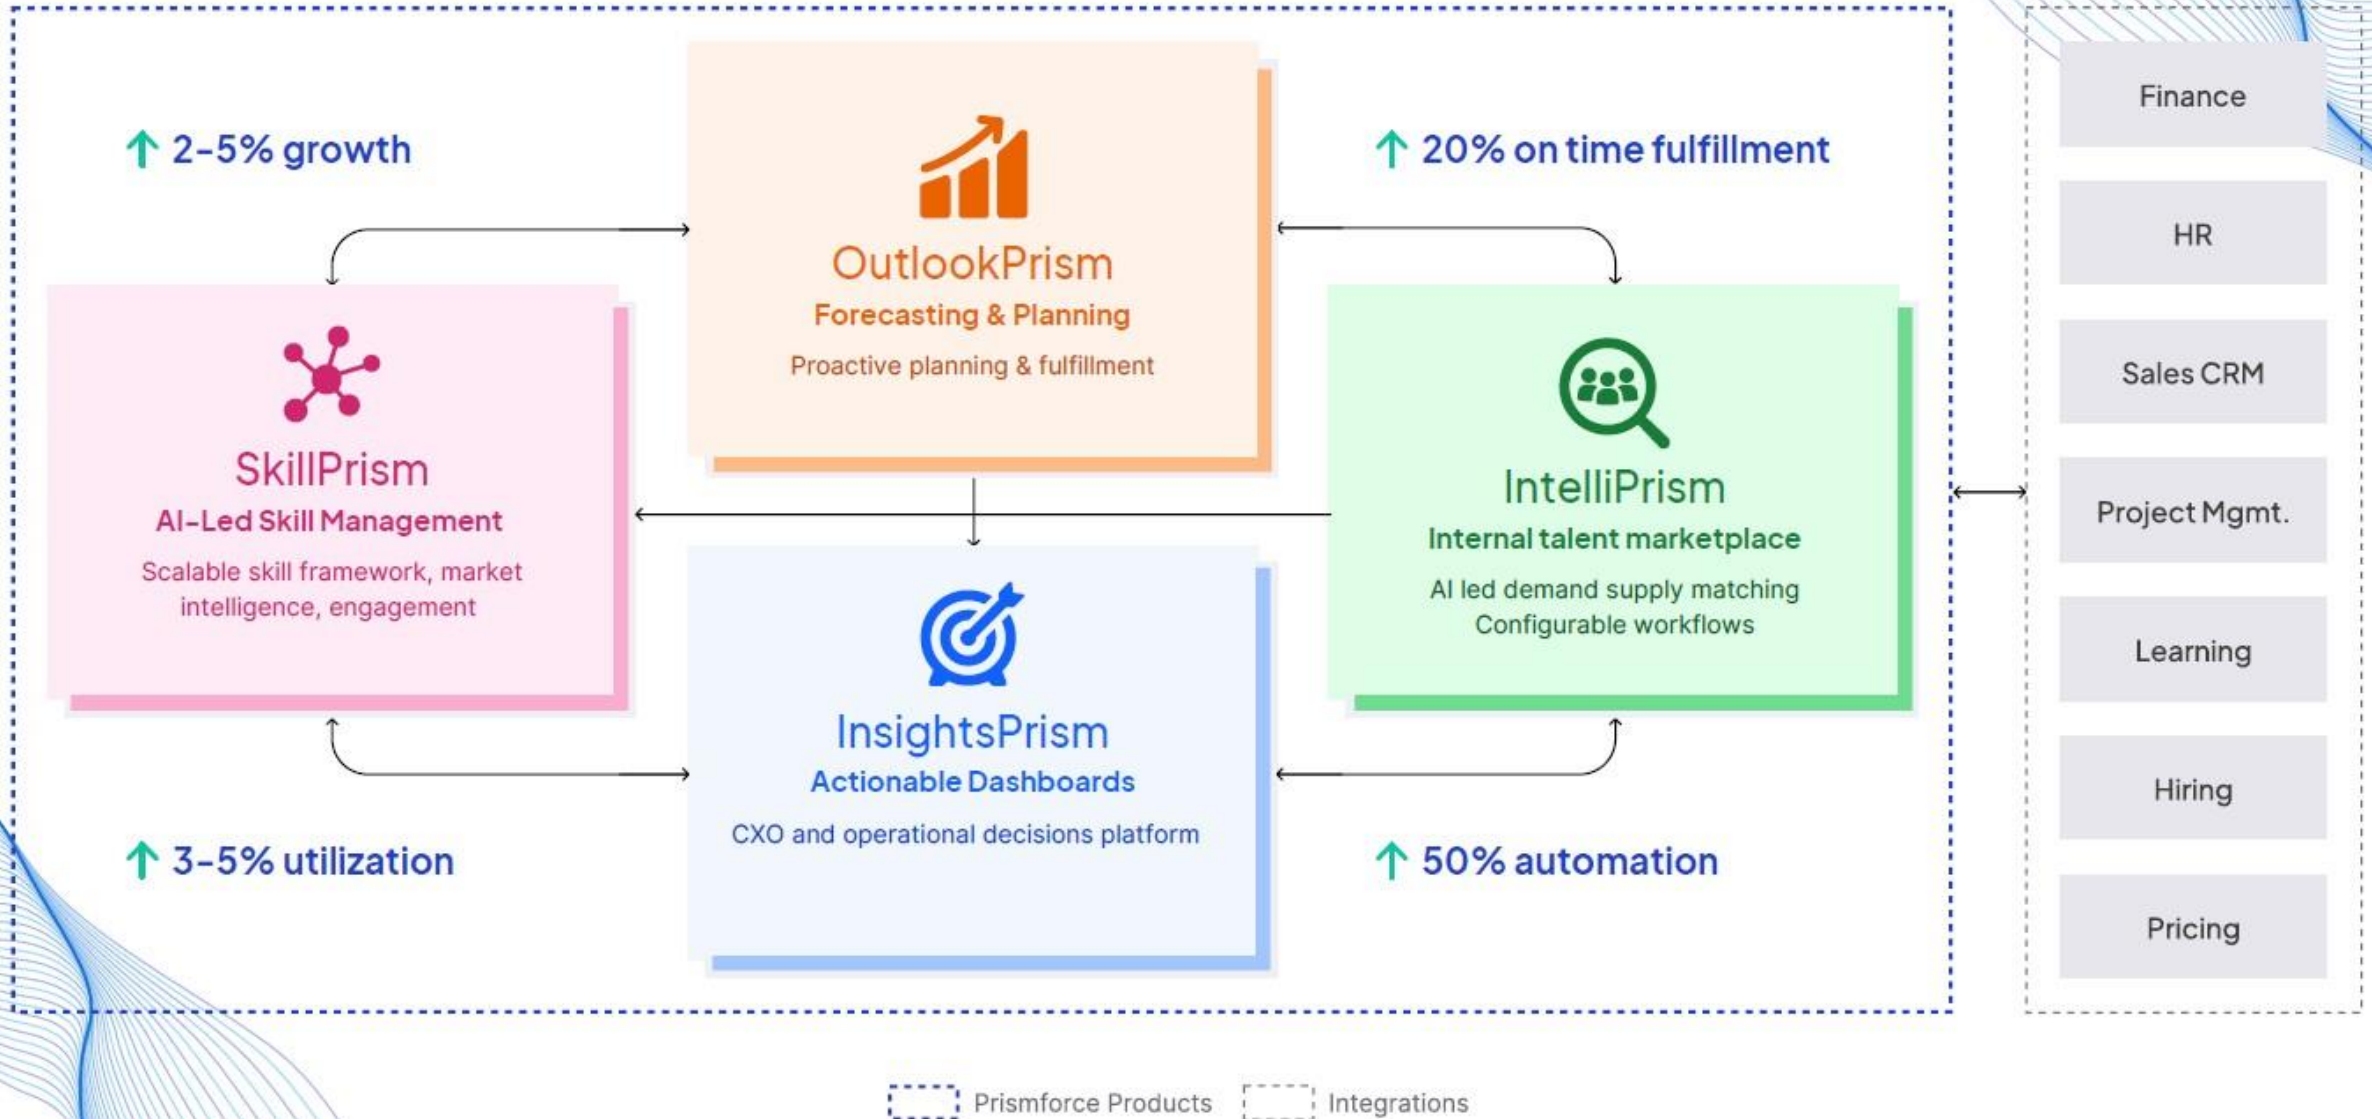 2-5% growth
20% on time fulfillment
OutlookPrism
Forecasting & Planning
Proactive planning & fulfillment
SkillPrism
AI-Led Skill Management
Scalable skill framework, market
intelligence, engagement
IntelliPrism
Internal talent marketplace
AI led demand supply matching
Configurable workflows
InsightsPrism
Actionable Dashboards
CXO and operational decisions platform
3-5% utilization
50% automation
Finance
HR
Sales CRM
Project Mgmt.
Learning
Hiring
Pricing
Prismforce Products
Integrations